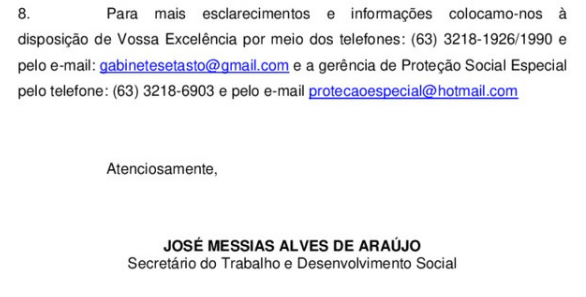 8. Para mais esclarecimentos e informações colocamo-nos à
disposição de Vossa Excelência por meio dos telefones: (63) 3218-1926/1990 e
pelo e-mail: gabinetesetasto@gmail.com e a gerência de Proteção Social Especial
pelo telefone: (63) 3218-6903 e pelo e-mail protecaoespecial@hotmail.com
Atenciosamente,
JOSÉ MESSIAS ALVES DE ARAÚJO
Secretário do Trabalho e Desenvolvimento Social